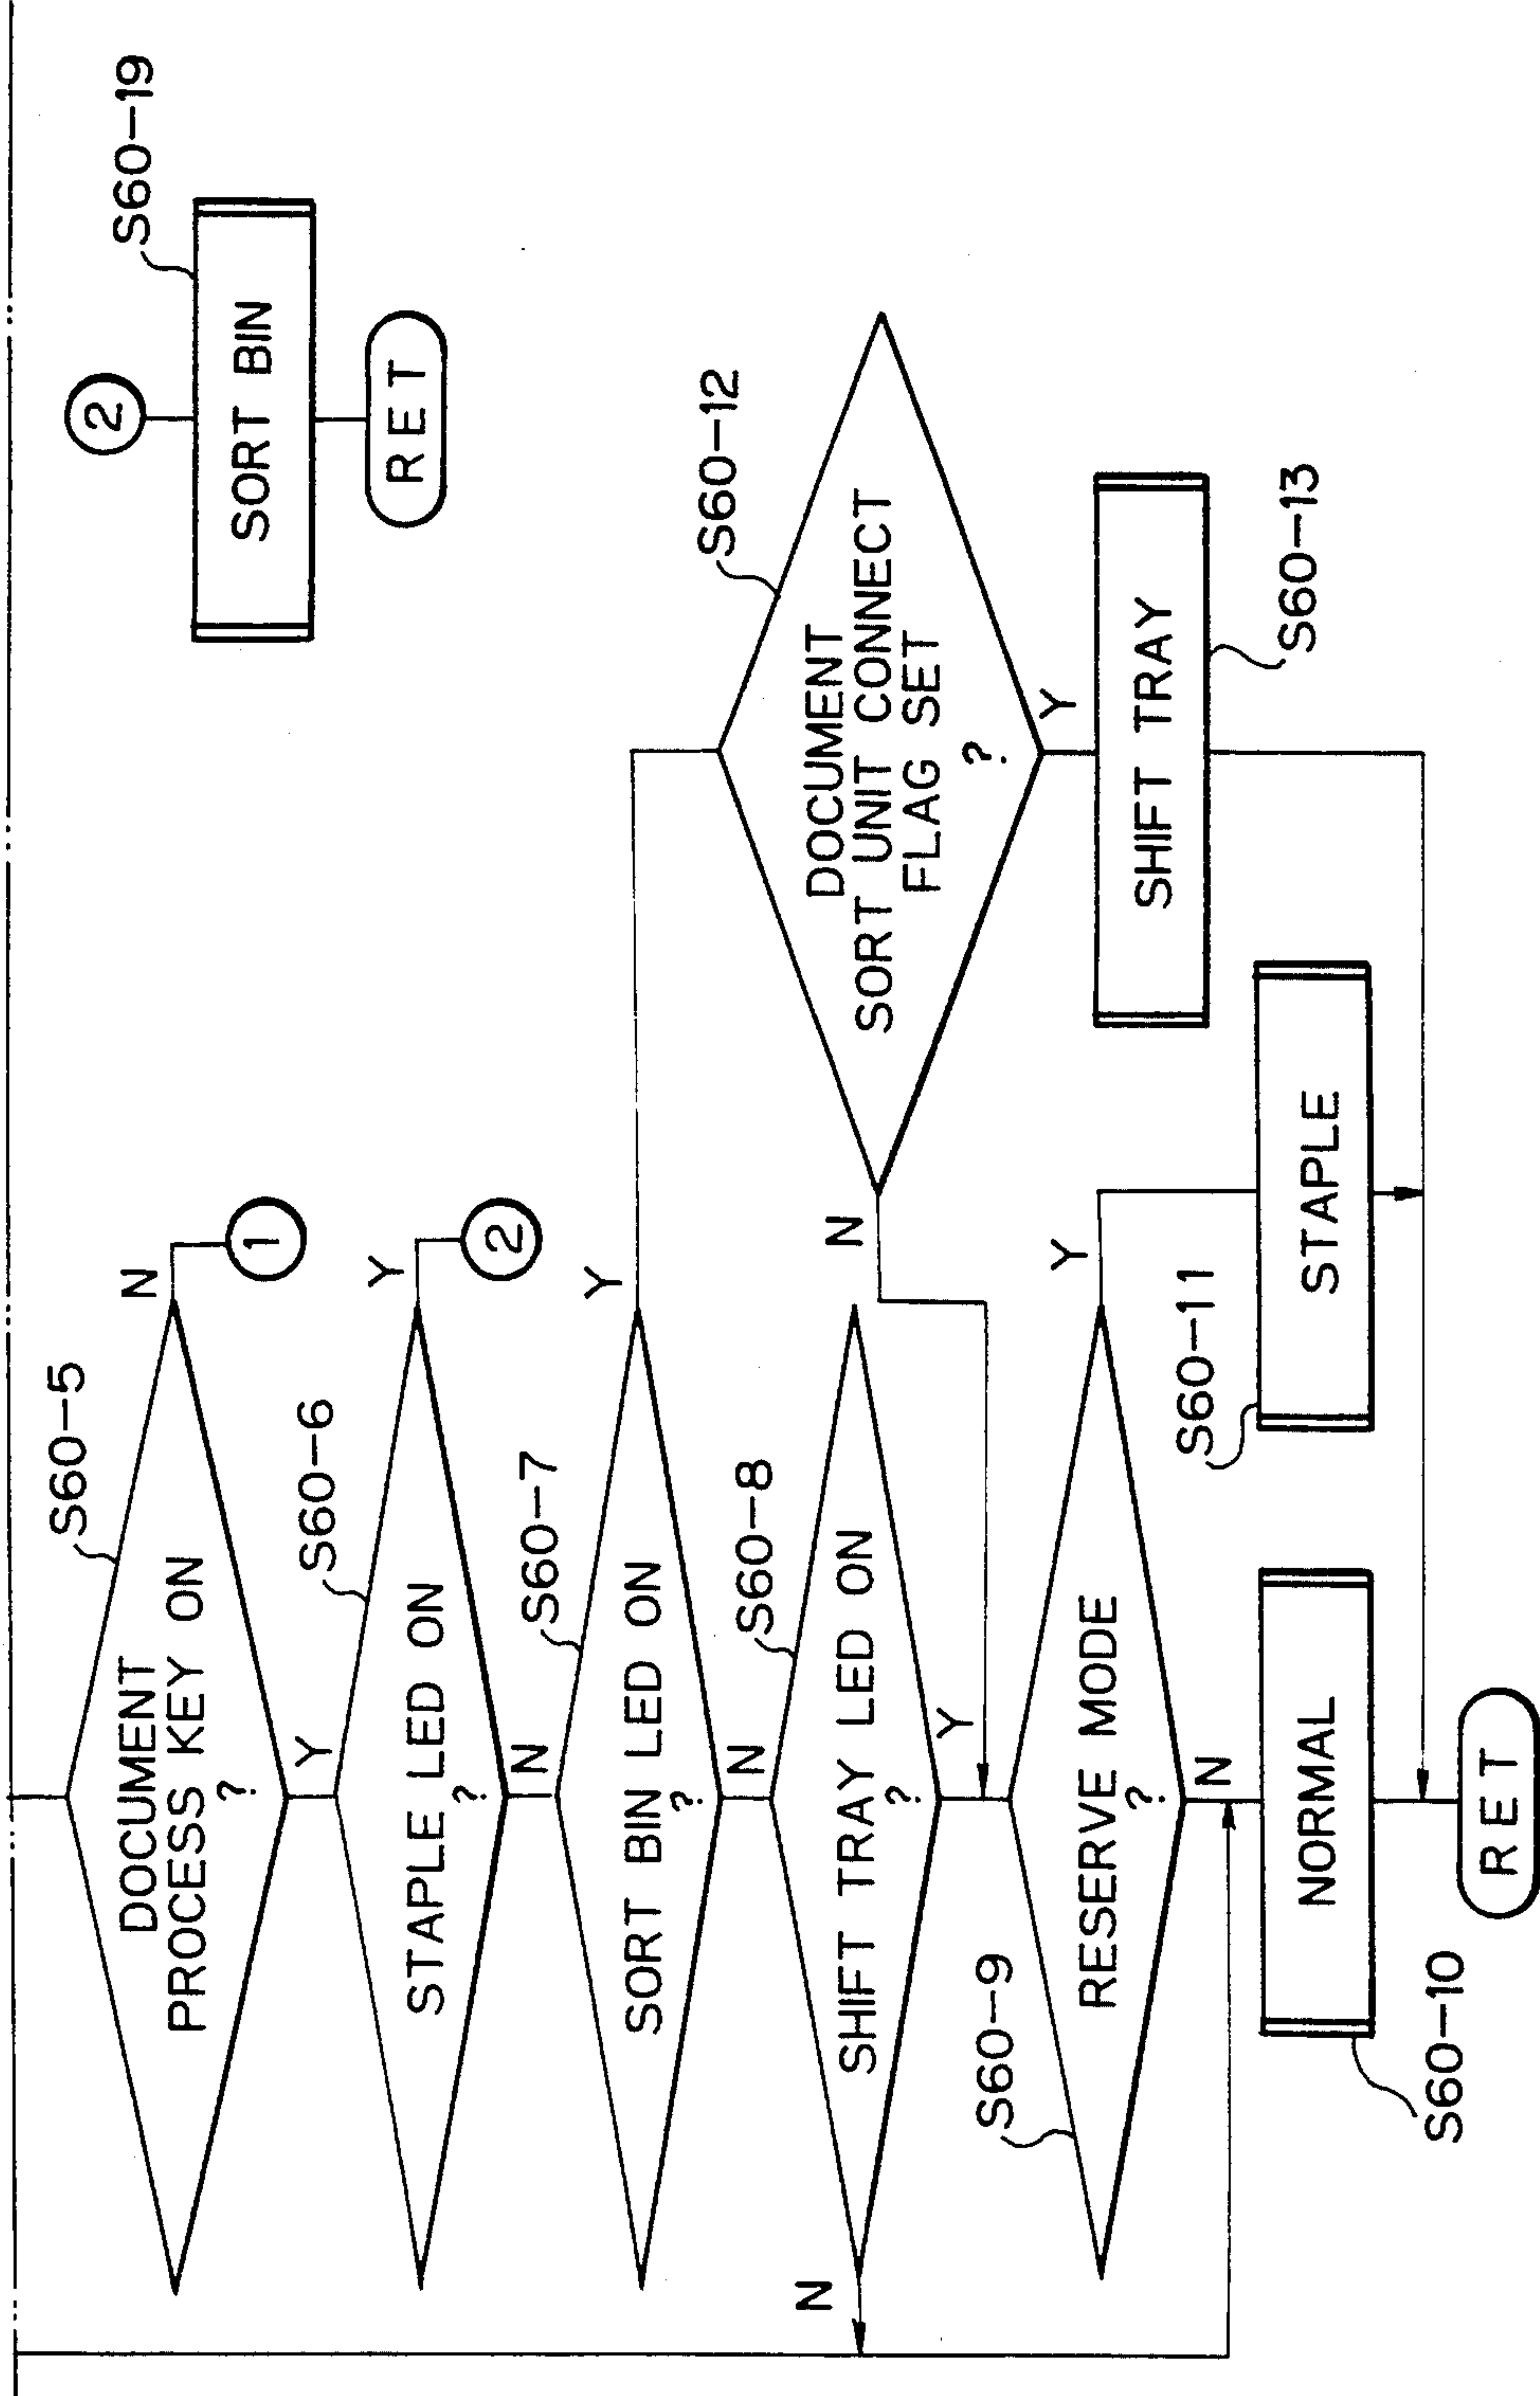 S60-5
DOCUMENT
PROCESS KEY ON
?
N
1
Y
S60-6
STAPLE LED ON
?
Y
2
N
S60-7
SORT BIN LED ON
?
Y
N
S60-8
SHIFT TRAY LED ON
?
N
Y
S60-9
RESERVE MODE
?
Y
N
S60-10
NORMAL
RET
S60-11
STAPLE
S60-12
DOCUMENT
SORT UNIT CONNECT
FLAG SET
?
N
Y
SHIFT TRAY
S60-13
2
S60-19
SORT BIN
RET